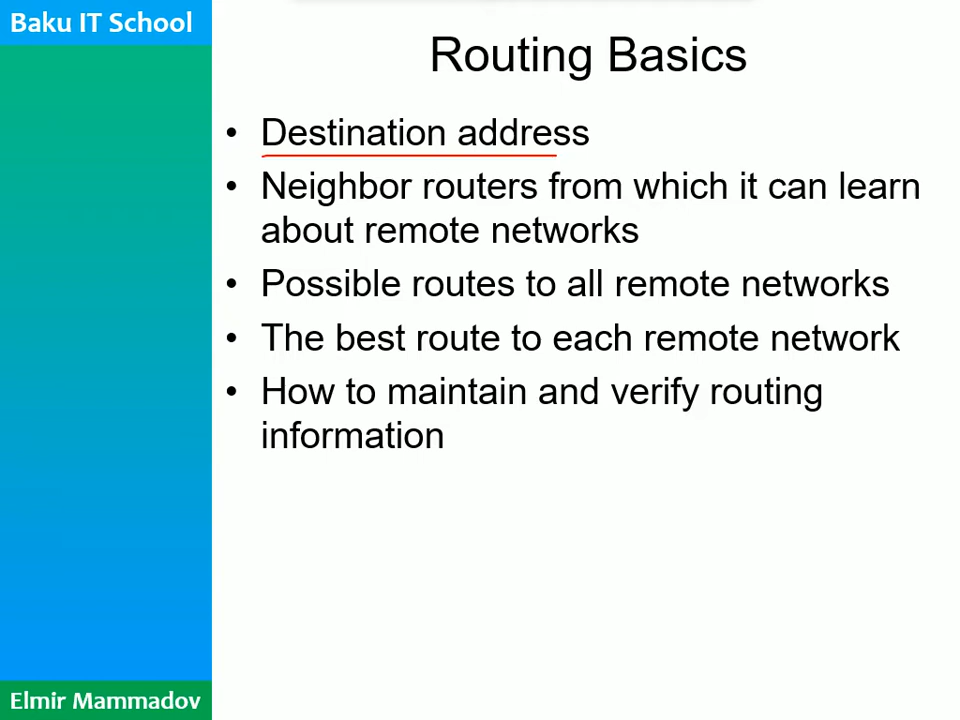 Baku IT School
Routing Basics
• Destination address
• Neighbor routers from which it can learn
about remote networks
• Possible routes to all remote networks
• The best route to each remote network
• How to maintain and verify routing
information
Elmir Mammadov